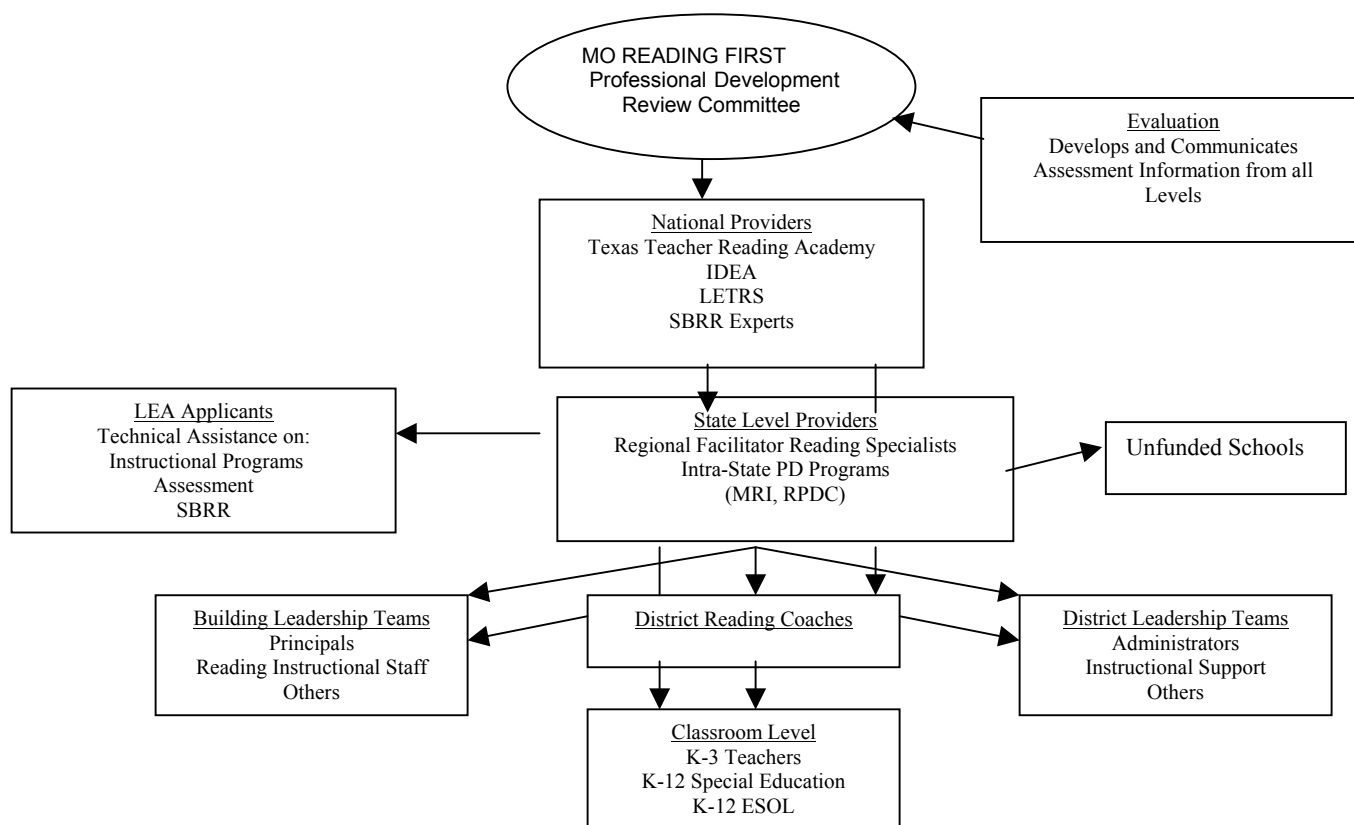 MO READING FIRST
Professional Development
Review Committee
Evaluation
Develops and Communicates
Assessment Information from all
Levels
National Providers
Texas Teacher Reading Academy
IDEA
LETRS
SBRR Experts
LEA Applicants
Technical Assistance on:
Instructional Programs
Assessment
SBRR
State Level Providers
Regional Facilitator Reading Specialists
Intra-State PD Programs
(MRI, RPDC)
Unfunded Schools
Building Leadership Teams
Principals
Reading Instructional Staff
Others
District Reading Coaches
District Leadership Teams
Administrators
Instructional Support
Others
Classroom Level
K-3 Teachers
K-12 Special Education
K-12 ESOL